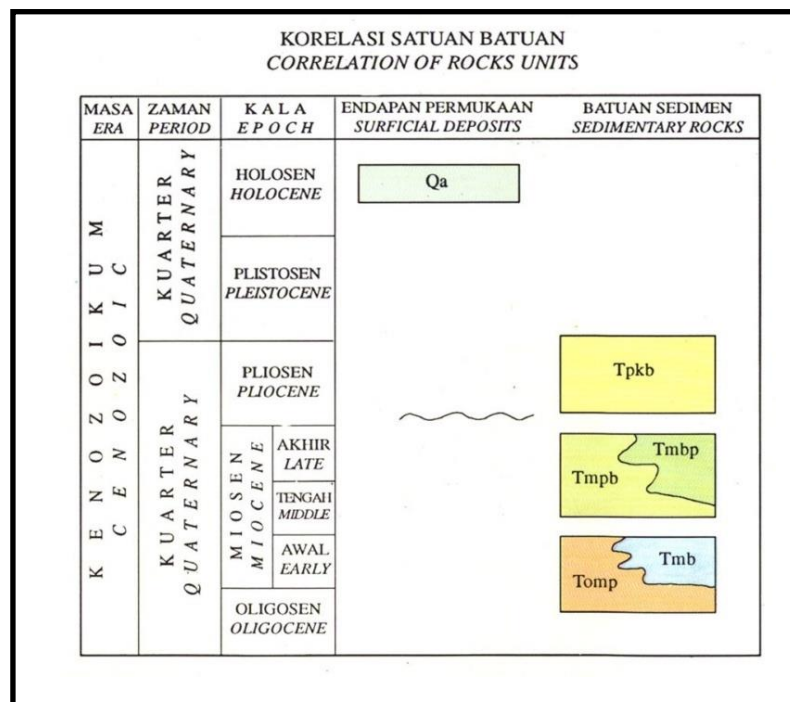 KORELASI SATUAN BATUAN
CORRELATION OF ROCKS UNITS
MASA
ERA
ZAMAN
PERIOD
KALA
EPOCH
ENDAPAN PERMUKAAN
SURFICIAL DEPOSITS
BATUAN SEDIMEN
SEDIMENTARY ROCKS
KENOZOIKUM
CENOZOIC
KUARTER
QUATERNARY
HOLOSEN
HOLOCENE
Qa
PLISTOSEN
PLEISTOCENE
KUARTER
QUATERNARY
PLIOSEN
PLIOCENE
Tpkb
MIOSEN
MIOCENE
AKHIR
LATE
Tmbp
Tmpb
TENGAH
MIDDLE
AWAL
EARLY
Tmb
Tomp
OLIGOSEN
OLIGOCENE